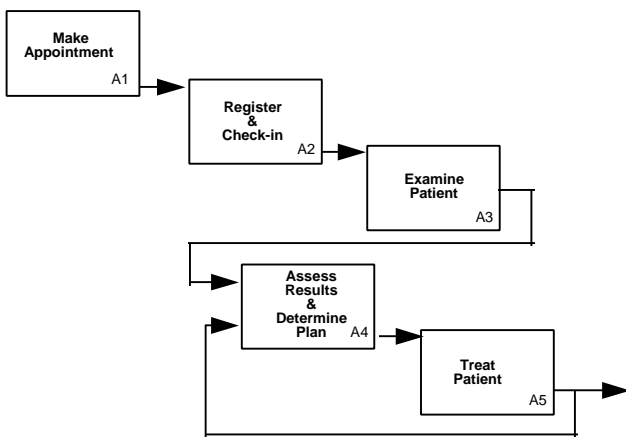 Make
Appointment
A1
Register
&
Check-in
A2
Examine
Patient
A3
Assess
Results
&
Determine
Plan
A4
Treat
Patient
A5